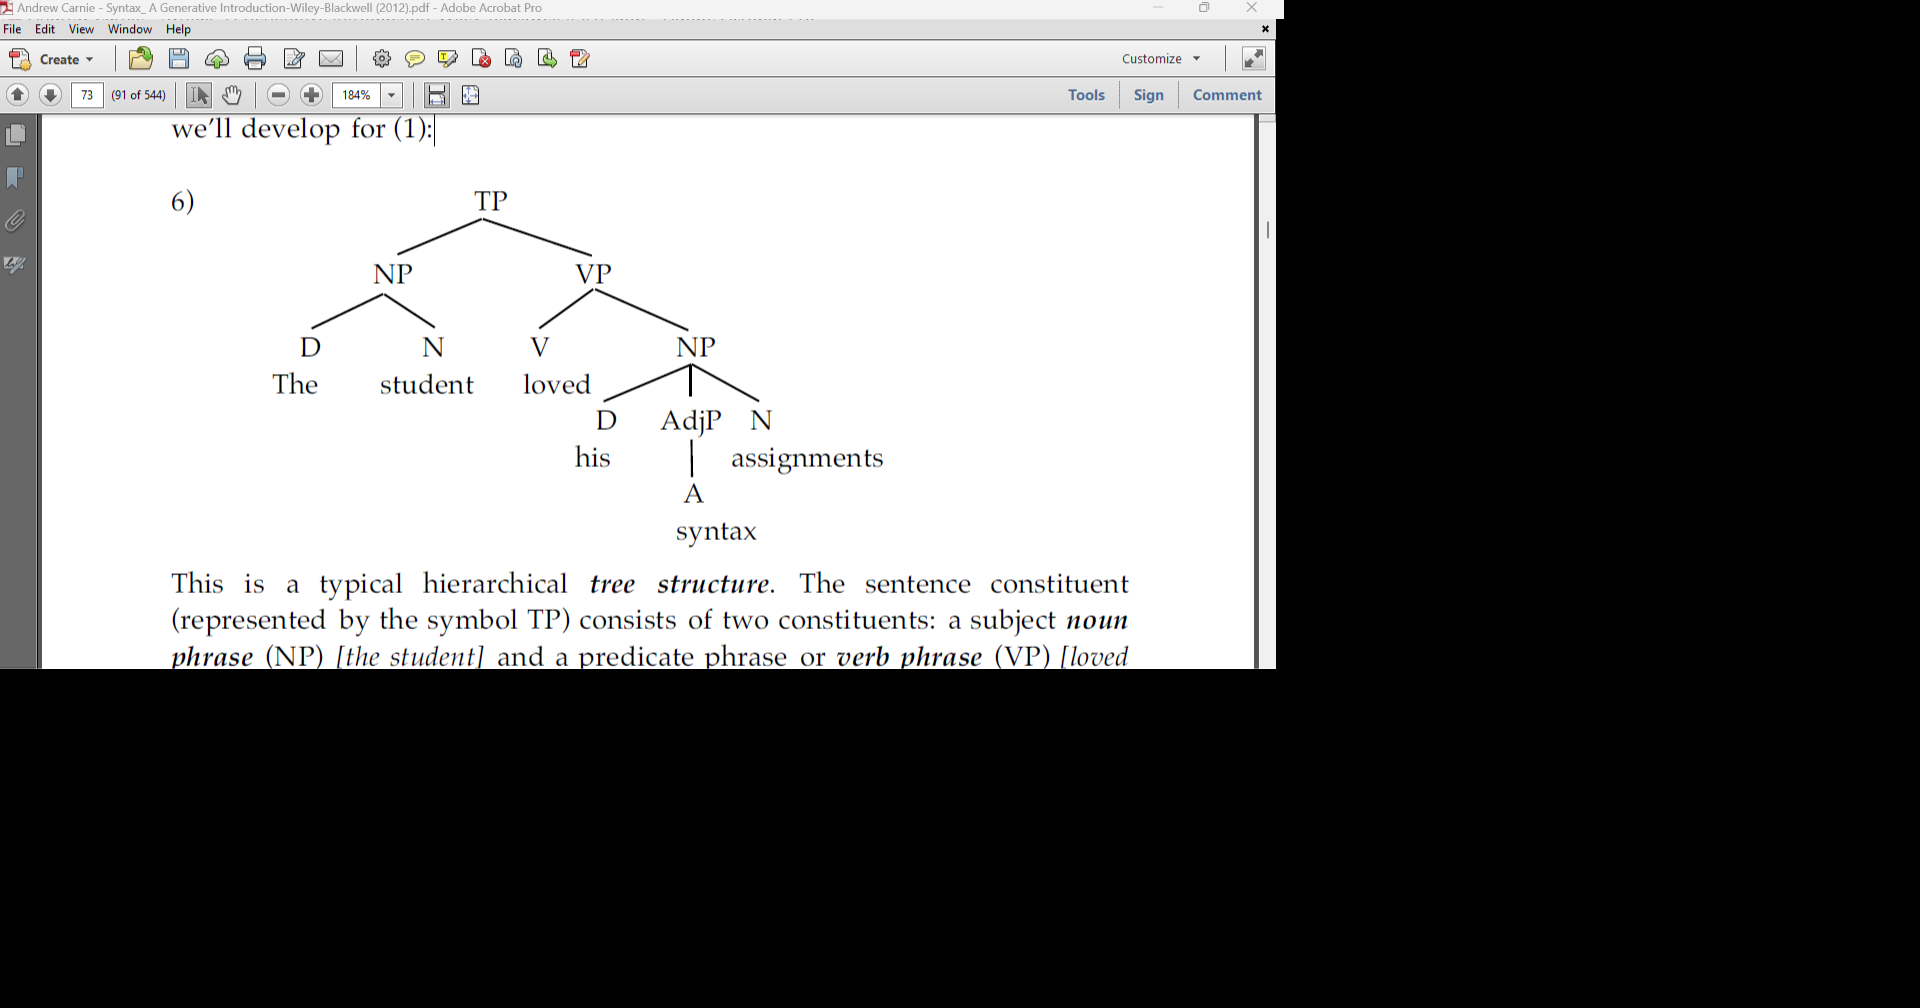 Andrew Carnie - Syntax_ A Generative Introduction-Wiley-Blackwell (2012).pdf - Adobe Acrobat Pro
File Edit View Window Help
Create Customize
73 (91 of 544) 184% Tools Sign Comment
we'll develop for (1):
6) TP
NP VP
D N V NP
The student loved
D AdjP N
his assignments
A
syntax
This is a typical hierarchical tree structure. The sentence constituent
(represented by the symbol TP) consists of two constituents: a subject noun
phrase (NP) [the student] and a predicate phrase or verb phrase (VP) [loved